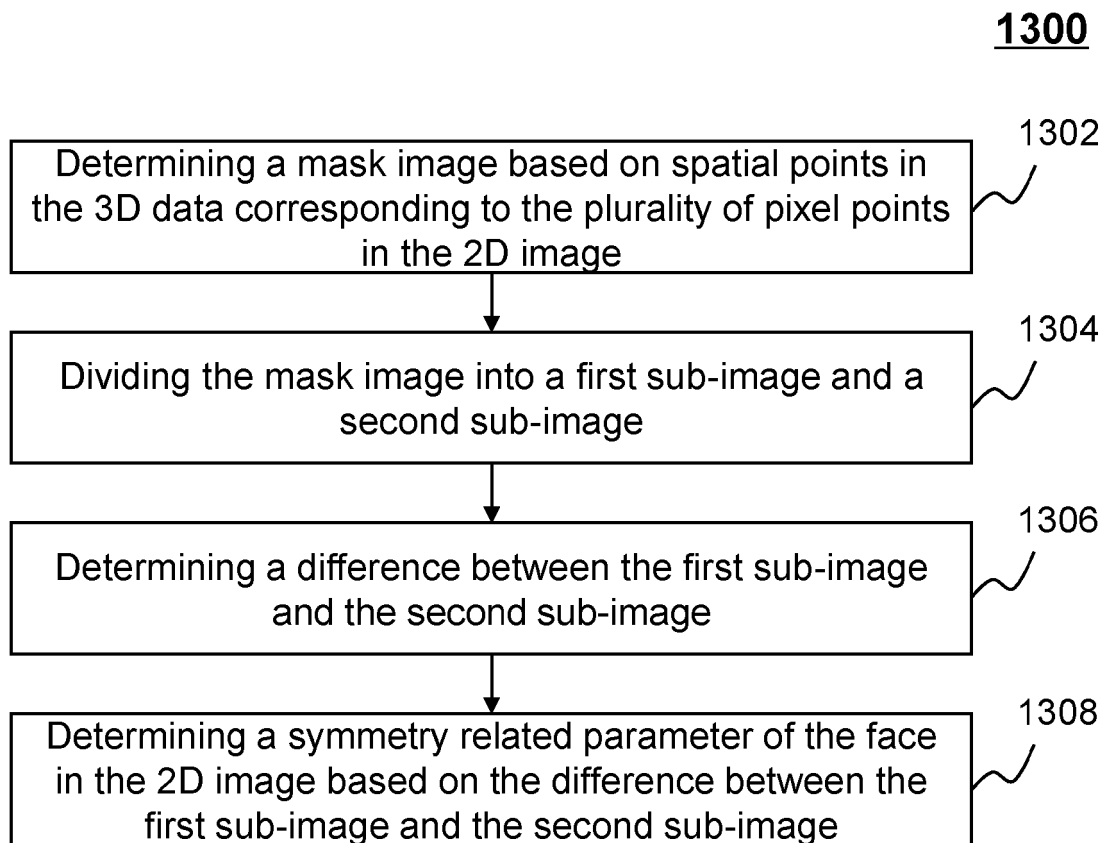 1300
1302
Determining a mask image based on spatial points in
the 3D data corresponding to the plurality of pixel points
in the 2D image
1304
Dividing the mask image into a first sub-image and a
second sub-image
1306
Determining a difference between the first sub-image
and the second sub-image
1308
Determining a symmetry related parameter of the face
in the 2D image based on the difference between the
first sub-image and the second sub-image